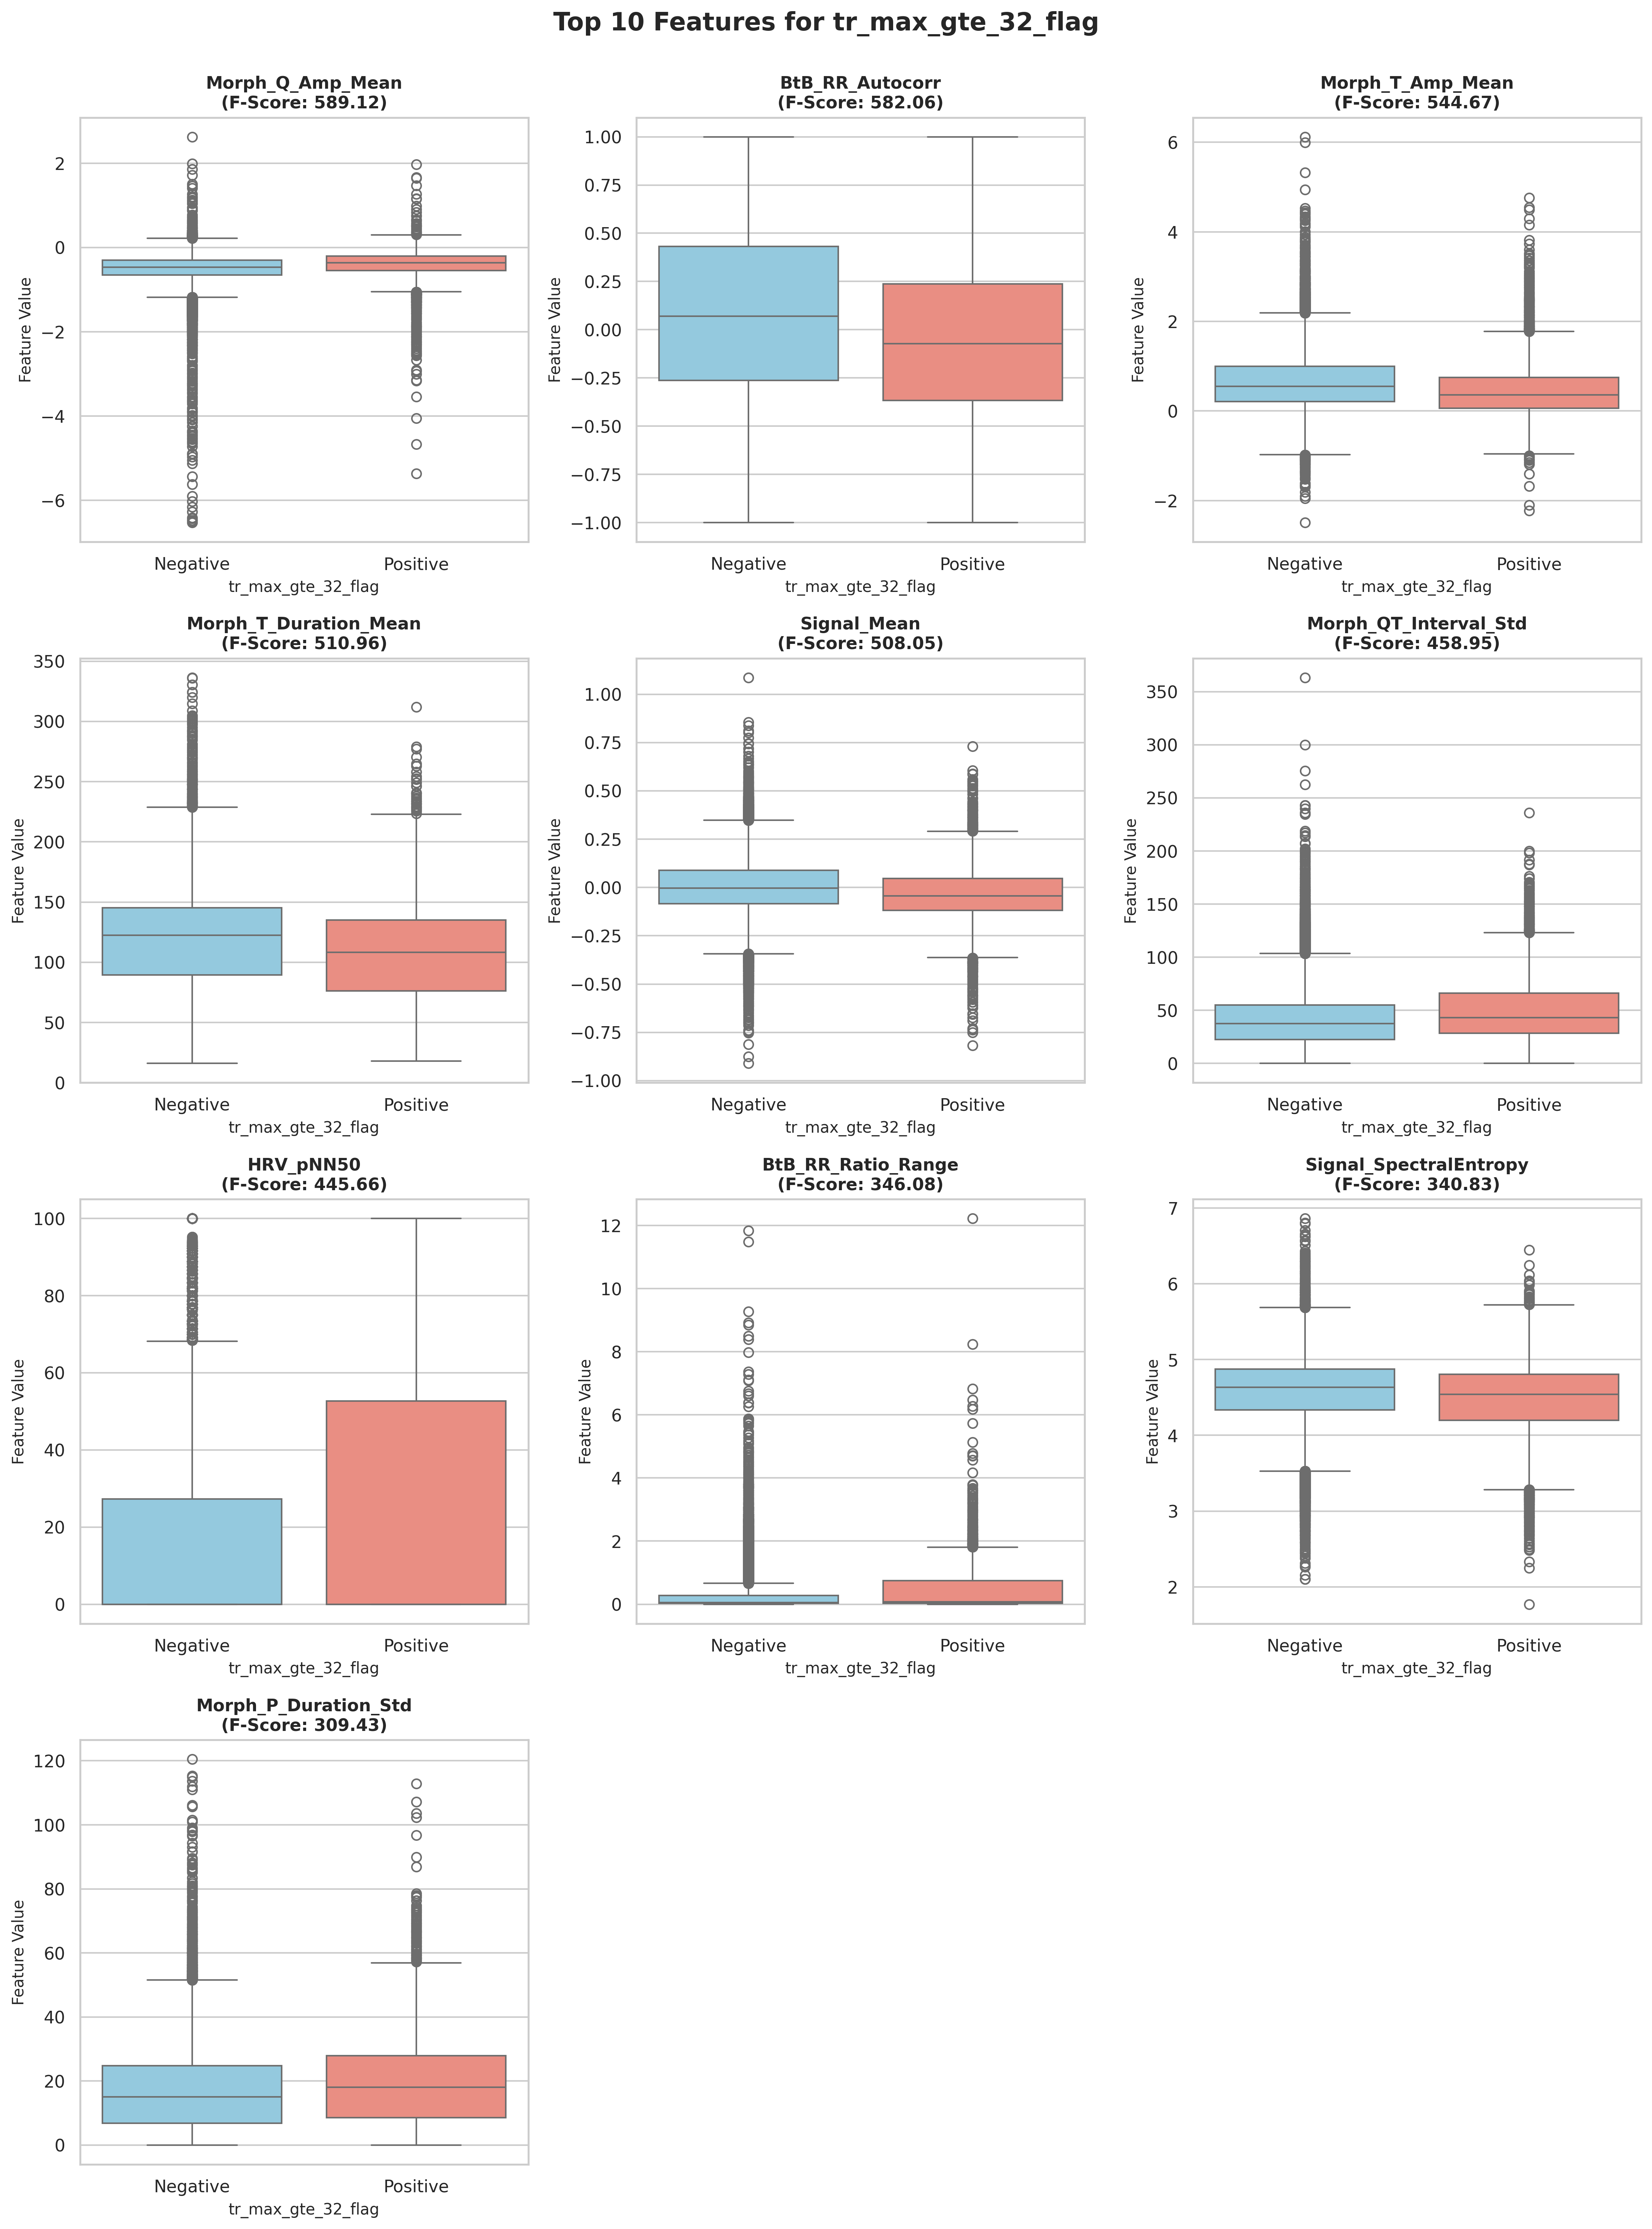 Top 10 Features for tr_max_gte_32_flag
Morph_Q_Amp_Mean
(F-Score: 589.12)
Feature Value
2
0
−2
−4
−6
Negative Positive
tr_max_gte_32_flag
BtB_RR_Autocorr
(F-Score: 582.06)
Feature Value
1.00
0.75
0.50
0.25
0.00
−0.25
−0.50
−0.75
−1.00
Negative Positive
tr_max_gte_32_flag
Morph_T_Amp_Mean
(F-Score: 544.67)
Feature Value
6
4
2
0
−2
Negative Positive
tr_max_gte_32_flag
Morph_T_Duration_Mean
(F-Score: 510.96)
Feature Value
350
300
250
200
150
100
50
0
Negative Positive
tr_max_gte_32_flag
Signal_Mean
(F-Score: 508.05)
Feature Value
1.00
0.75
0.50
0.25
0.00
−0.25
−0.50
−0.75
−1.00
Negative Positive
tr_max_gte_32_flag
Morph_QT_Interval_Std
(F-Score: 458.95)
Feature Value
350
300
250
200
150
100
50
0
Negative Positive
tr_max_gte_32_flag
HRV_pNN50
(F-Score: 445.66)
Feature Value
100
80
60
40
20
0
Negative Positive
tr_max_gte_32_flag
BtB_RR_Ratio_Range
(F-Score: 346.08)
Feature Value
12
10
8
6
4
2
0
Negative Positive
tr_max_gte_32_flag
Signal_SpectralEntropy
(F-Score: 340.83)
Feature Value
7
6
5
4
3
2
Negative Positive
tr_max_gte_32_flag
Morph_P_Duration_Std
(F-Score: 309.43)
Feature Value
120
100
80
60
40
20
0
Negative Positive
tr_max_gte_32_flag